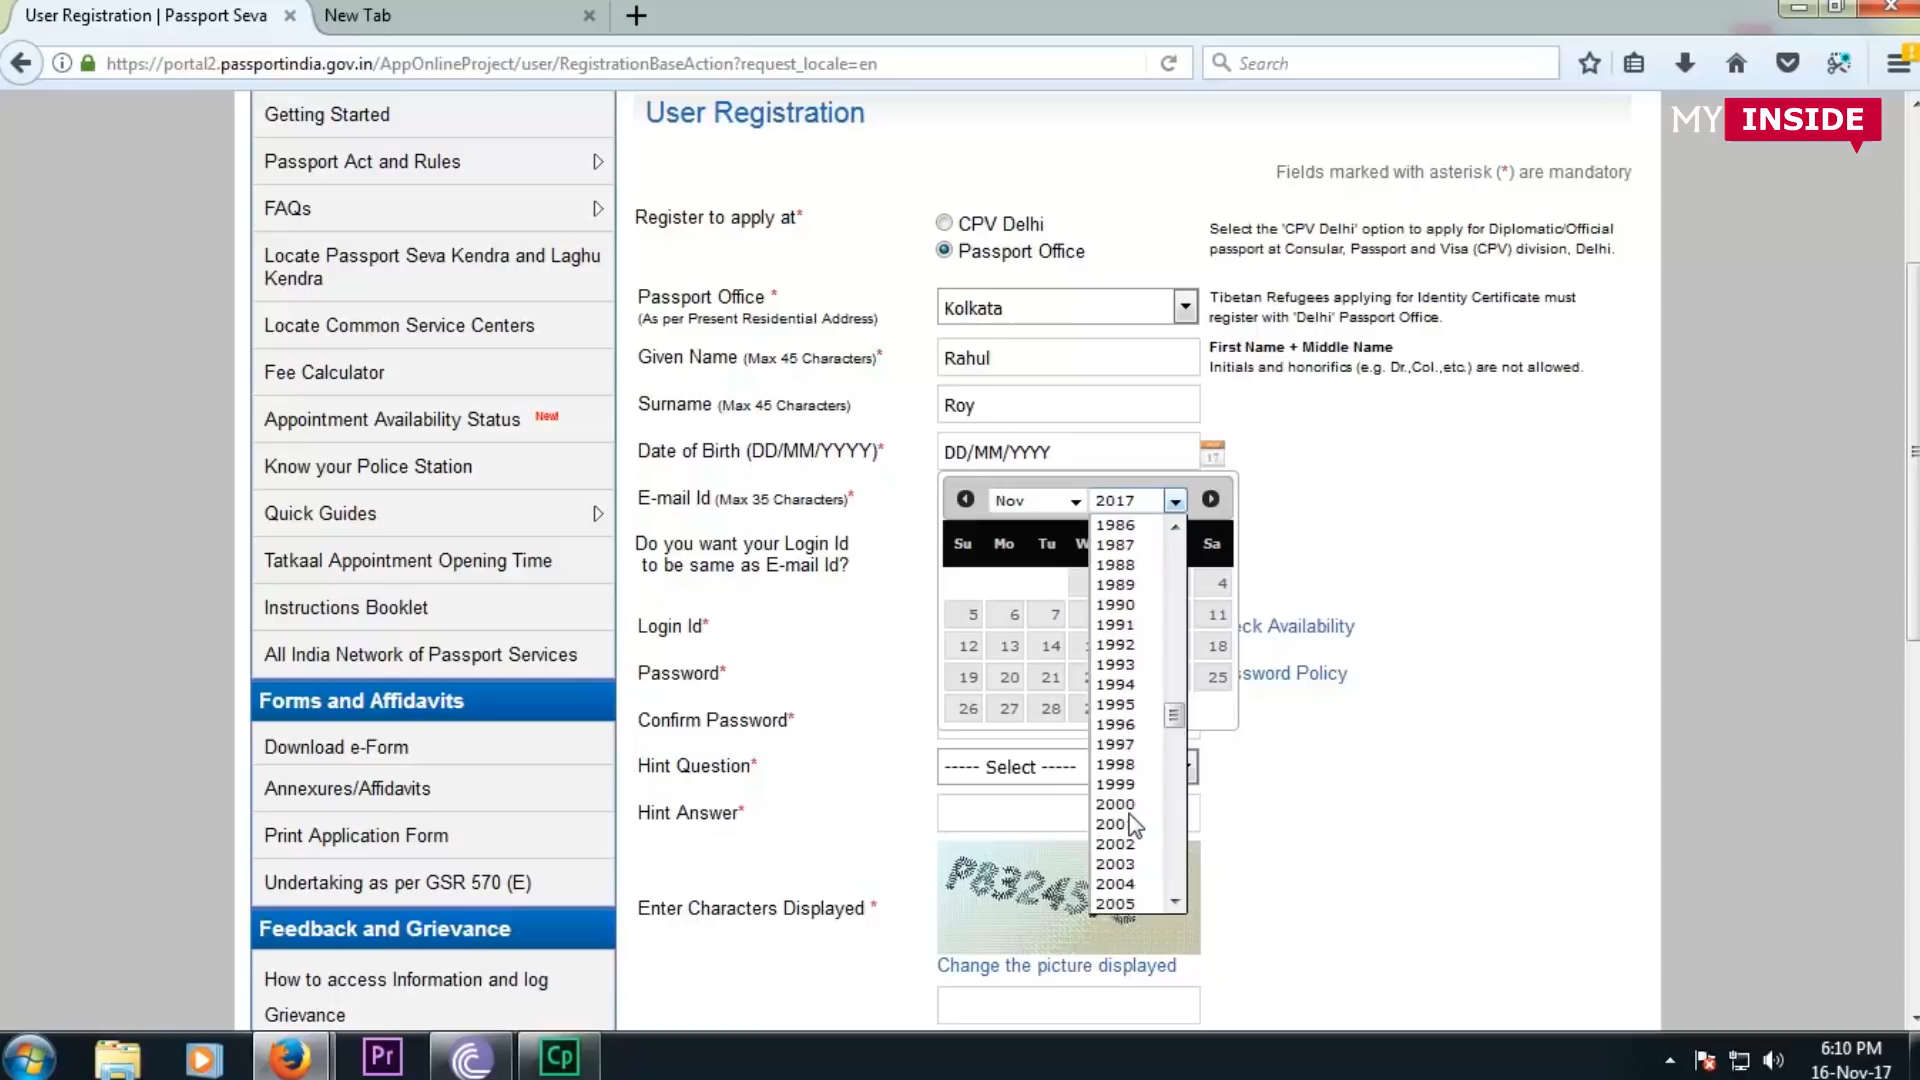 User Registration | Passport Seva
New Tab
https://portal2.passportindia.gov.in/AppOnlineProject/user/RegistrationBaseAction?request_locale=en
Search
MY INSIDE
Getting Started
Passport Act and Rules
FAQs
Locate Passport Seva Kendra and Laghu
Kendra
Locate Common Service Centers
Fee Calculator
Appointment Availability Status New!
Know your Police Station
Quick Guides
Tatkaal Appointment Opening Time
Instructions Booklet
All India Network of Passport Services
Forms and Affidavits
Download e-Form
Annexures/Affidavits
Print Application Form
Undertaking as per GSR 570 (E)
Feedback and Grievance
How to access Information and log
Grievance
User Registration
Fields marked with asterisk (*) are mandatory
Register to apply at*
CPV Delhi
Passport Office
Select the 'CPV Delhi' option to apply for Diplomatic/Official
passport at Consular, Passport and Visa (CPV) division, Delhi.
Passport Office *
(As per Present Residential Address)
Kolkata
Tibetan Refugees applying for Identity Certificate must
register with 'Delhi' Passport Office.
Given Name (Max 45 Characters)*
Rahul
First Name + Middle Name
Initials and honorifics (e.g. Dr.,Col.,etc.) are not allowed.
Surname (Max 45 Characters)
Roy
Date of Birth (DD/MM/YYYY)*
DD/MM/YYYY
17
E-mail Id (Max 35 Characters)*
Nov
2017
Su Mo Tu W Sa
4
5 6 7 11
12 13 14 18
19 20 21 25
26 27 28
1986
1987
1988
1989
1990
1991
1992
1993
1994
1995
1996
1997
1998
1999
2000
200
2002
2003
2004
2005
Do you want your Login Id
to be same as E-mail Id?
Login Id*
ck Availability
Password*
sword Policy
Confirm Password*
Hint Question*
----- Select -----
Hint Answer*
Enter Characters Displayed *
P83245
Change the picture displayed
Pr
Cp
6:10 PM
16-Nov-17